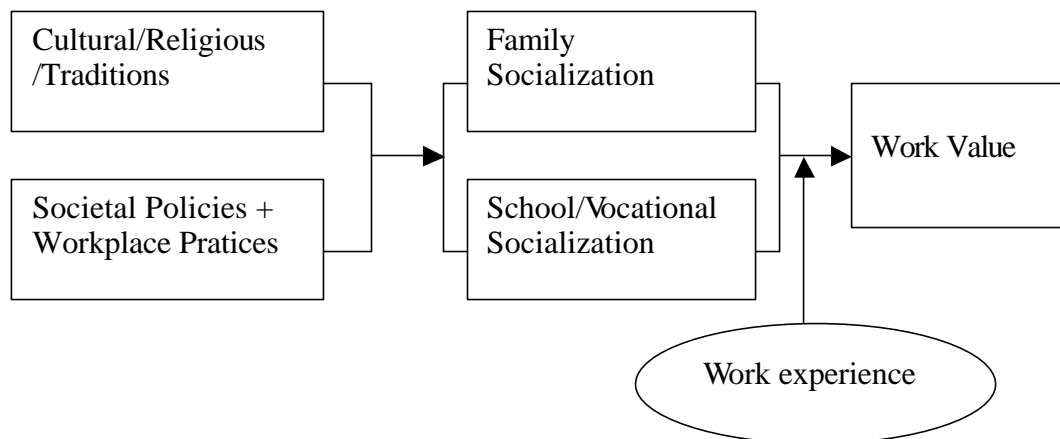 Cultural/Religious
/Traditions
Family
Socialization
Work Value
Societal Policies +
Workplace Pratices
School/Vocational
Socialization
Work experience